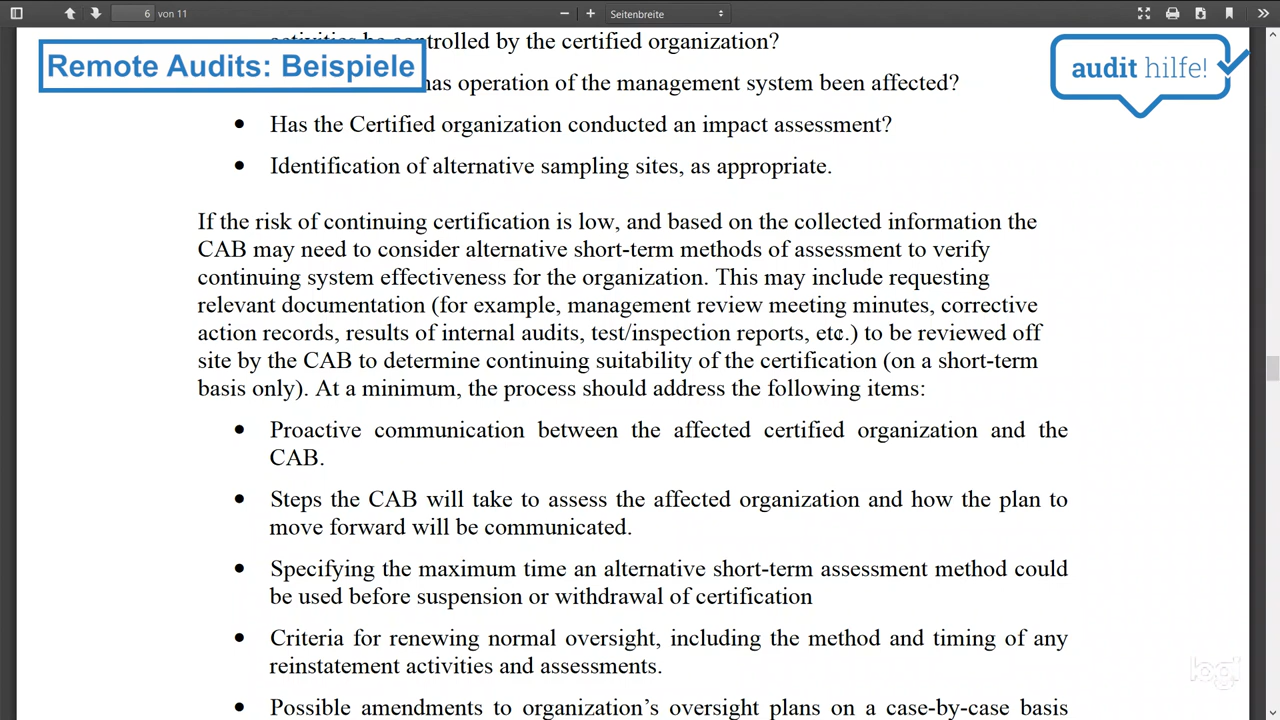 6 von 11
Seitenbreite
activities be controlled by the certified organization?
Remote Audits: Beispiele
has operation of the management system been affected?
audit hilfe!
• Has the Certified organization conducted an impact assessment?
• Identification of alternative sampling sites, as appropriate.
If the risk of continuing certification is low, and based on the collected information the
CAB may need to consider alternative short-term methods of assessment to verify
continuing system effectiveness for the organization. This may include requesting
relevant documentation (for example, management review meeting minutes, corrective
action records, results of internal audits, test/inspection reports, etc.) to be reviewed off
site by the CAB to determine continuing suitability of the certification (on a short-term
basis only). At a minimum, the process should address the following items:
• Proactive communication between the affected certified organization and the
CAB.
• Steps the CAB will take to assess the affected organization and how the plan to
move forward will be communicated.
• Specifying the maximum time an alternative short-term assessment method could
be used before suspension or withdrawal of certification
• Criteria for renewing normal oversight, including the method and timing of any
reinstatement activities and assessments.
logi
• Possible amendments to organization’s oversight plans on a case-by-case basis